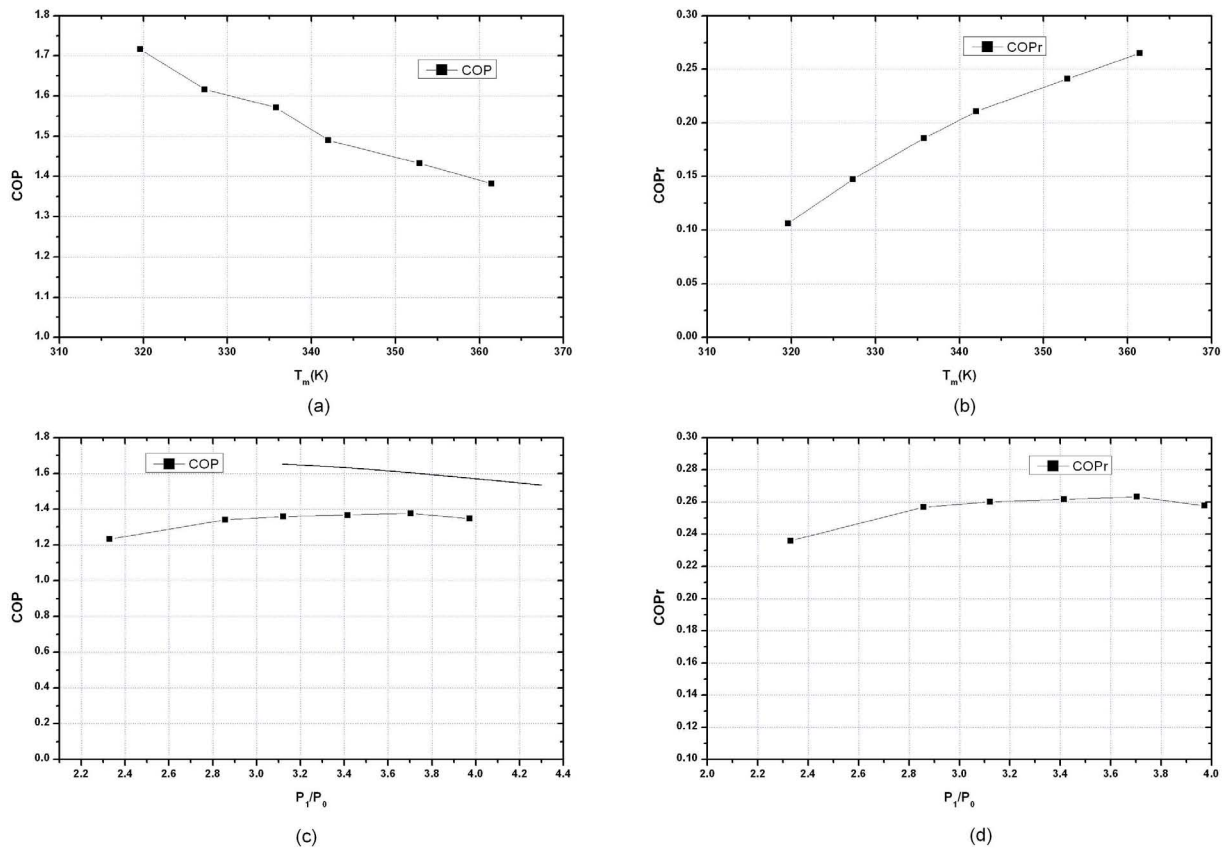 1.8
1.7
1.6
1.5
1.4
1.3
1.2
1.1
1.0
COP
COP
310 320 330 340 350 360 370
Tm(K)
(a)
0.30
0.25
0.20
0.15
0.10
0.05
0.00
COPr
COPr
310 320 330 340 350 360 370
Tm(K)
(b)
1.8
1.6
1.4
1.2
1.0
0.8
0.6
0.4
0.2
0.0
COP
COP
2.2 2.4 2.6 2.8 3.0 3.2 3.4 3.6 3.8 4.0 4.2 4.4
P1/P0
(c)
0.30
0.28
0.26
0.24
0.22
0.20
0.18
0.16
0.14
0.12
0.10
COPr
COPr
2.0 2.2 2.4 2.6 2.8 3.0 3.2 3.4 3.6 3.8 4.0
P1/P0
(d)